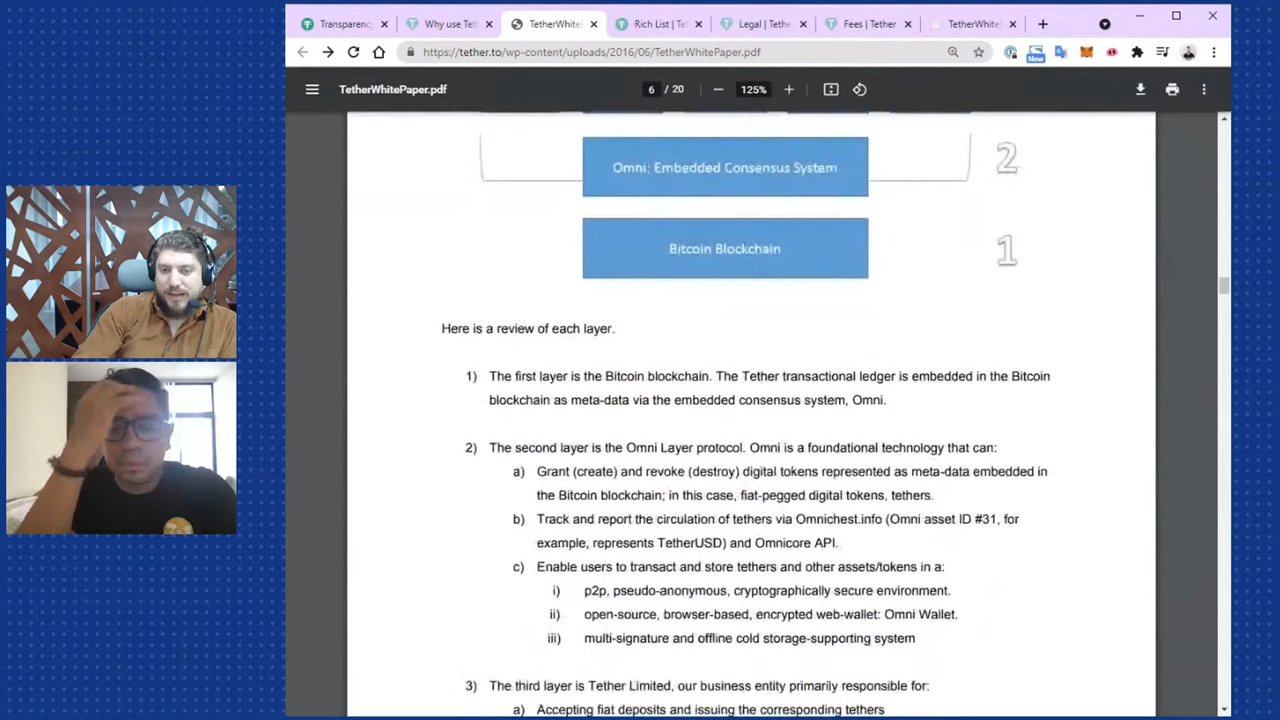 Transparency
Why use Tet
TetherWhite
Rich List | Te
Legal | Tethe
Fees | Tether
TetherWhite
https://tether.to/wp-content/uploads/2016/06/TetherWhitePaper.pdf
New
TetherWhitePaper.pdf
6 / 20
125%
Omni: Embedded Consensus System
2
Bitcoin Blockchain
1
Here is a review of each layer.
1) The first layer is the Bitcoin blockchain. The Tether transactional ledger is embedded in the Bitcoin
blockchain as meta-data via the embedded consensus system, Omni.
2) The second layer is the Omni Layer protocol. Omni is a foundational technology that can:
a) Grant (create) and revoke (destroy) digital tokens represented as meta-data embedded in
the Bitcoin blockchain; in this case, fiat-pegged digital tokens, tethers.
b) Track and report the circulation of tethers via Omnichest.info (Omni asset ID #31, for
example, represents TetherUSD) and Omnicore API.
c) Enable users to transact and store tethers and other assets/tokens in a:
i) p2p, pseudo-anonymous, cryptographically secure environment.
ii) open-source, browser-based, encrypted web-wallet: Omni Wallet.
iii) multi-signature and offline cold storage-supporting system
3) The third layer is Tether Limited, our business entity primarily responsible for:
a) Accepting fiat deposits and issuing the corresponding tethers